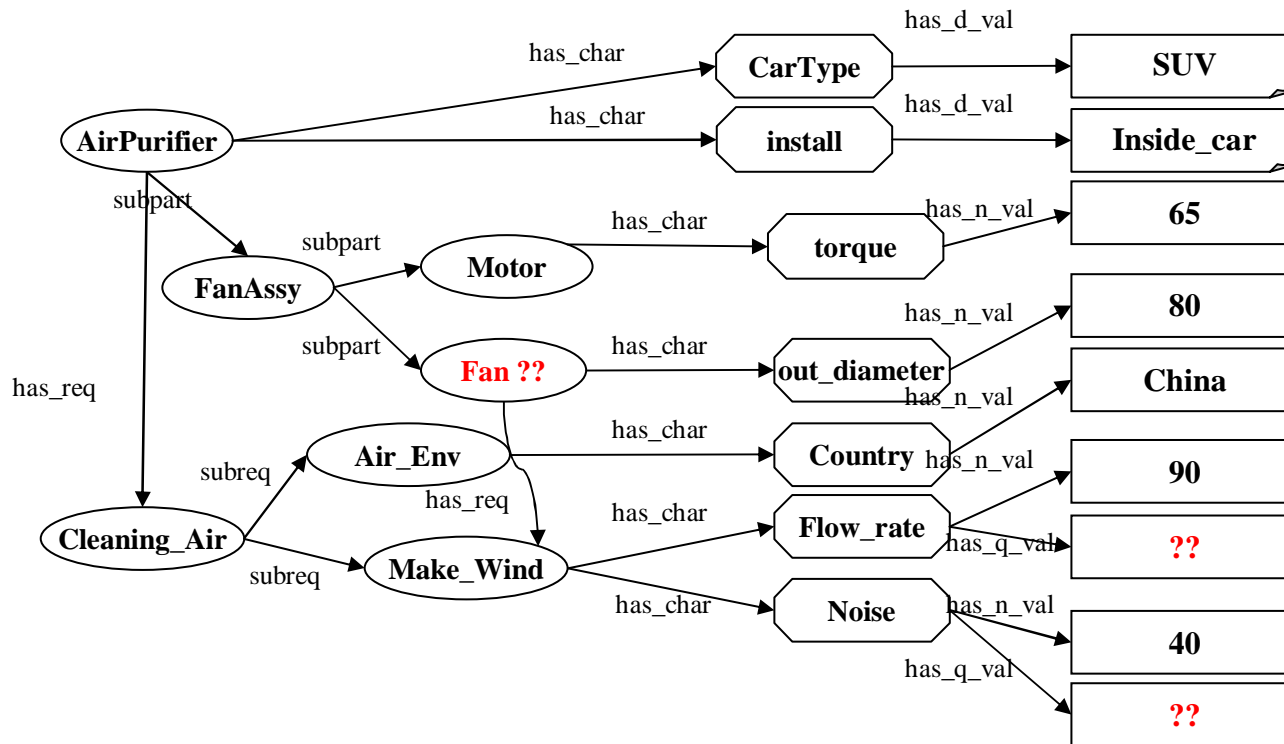 has_d_val
has_char
CarType
SUV
has_d_val
has_char
AirPurifier
install
Inside_car
subpart
has_n_val
65
has_char
subpart
Motor
torque
FanAssy
has_n_val
80
subpart
has_char
Fan ??
out_diameter
China
has_req
has_n_val
has_char
Air_Env
Country
has_n_val
90
subreq
has_req
has_char
Flow_rate
Cleaning_Air
has_q_val
??
subreq
Make_Wind
has_char
Noise
has_n_val
40
has_q_val
??